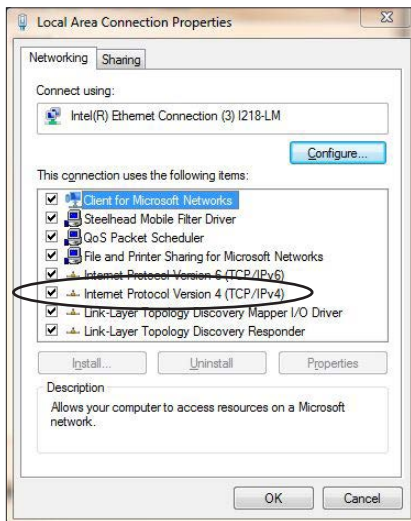 Local Area Connection Properties
Networking
Sharing
Connect using:
Intel(R) Ethernet Connection (3) I218-LM
Configure...
This connection uses the following items:
Client for Microsoft Networks
Steelhead Mobile Filter Driver
QoS Packet Scheduler
File and Printer Sharing for Microsoft Networks
Internet Protocol Version 6 (TCP/IPv6)
Internet Protocol Version 4 (TCP/IPv4)
Link-Layer Topology Discovery Mapper I/O Driver
Link-Layer Topology Discovery Responder
Install...
Uninstall
Properties
Description
Allows your computer to access resources on a Microsoft
network.
OK
Cancel